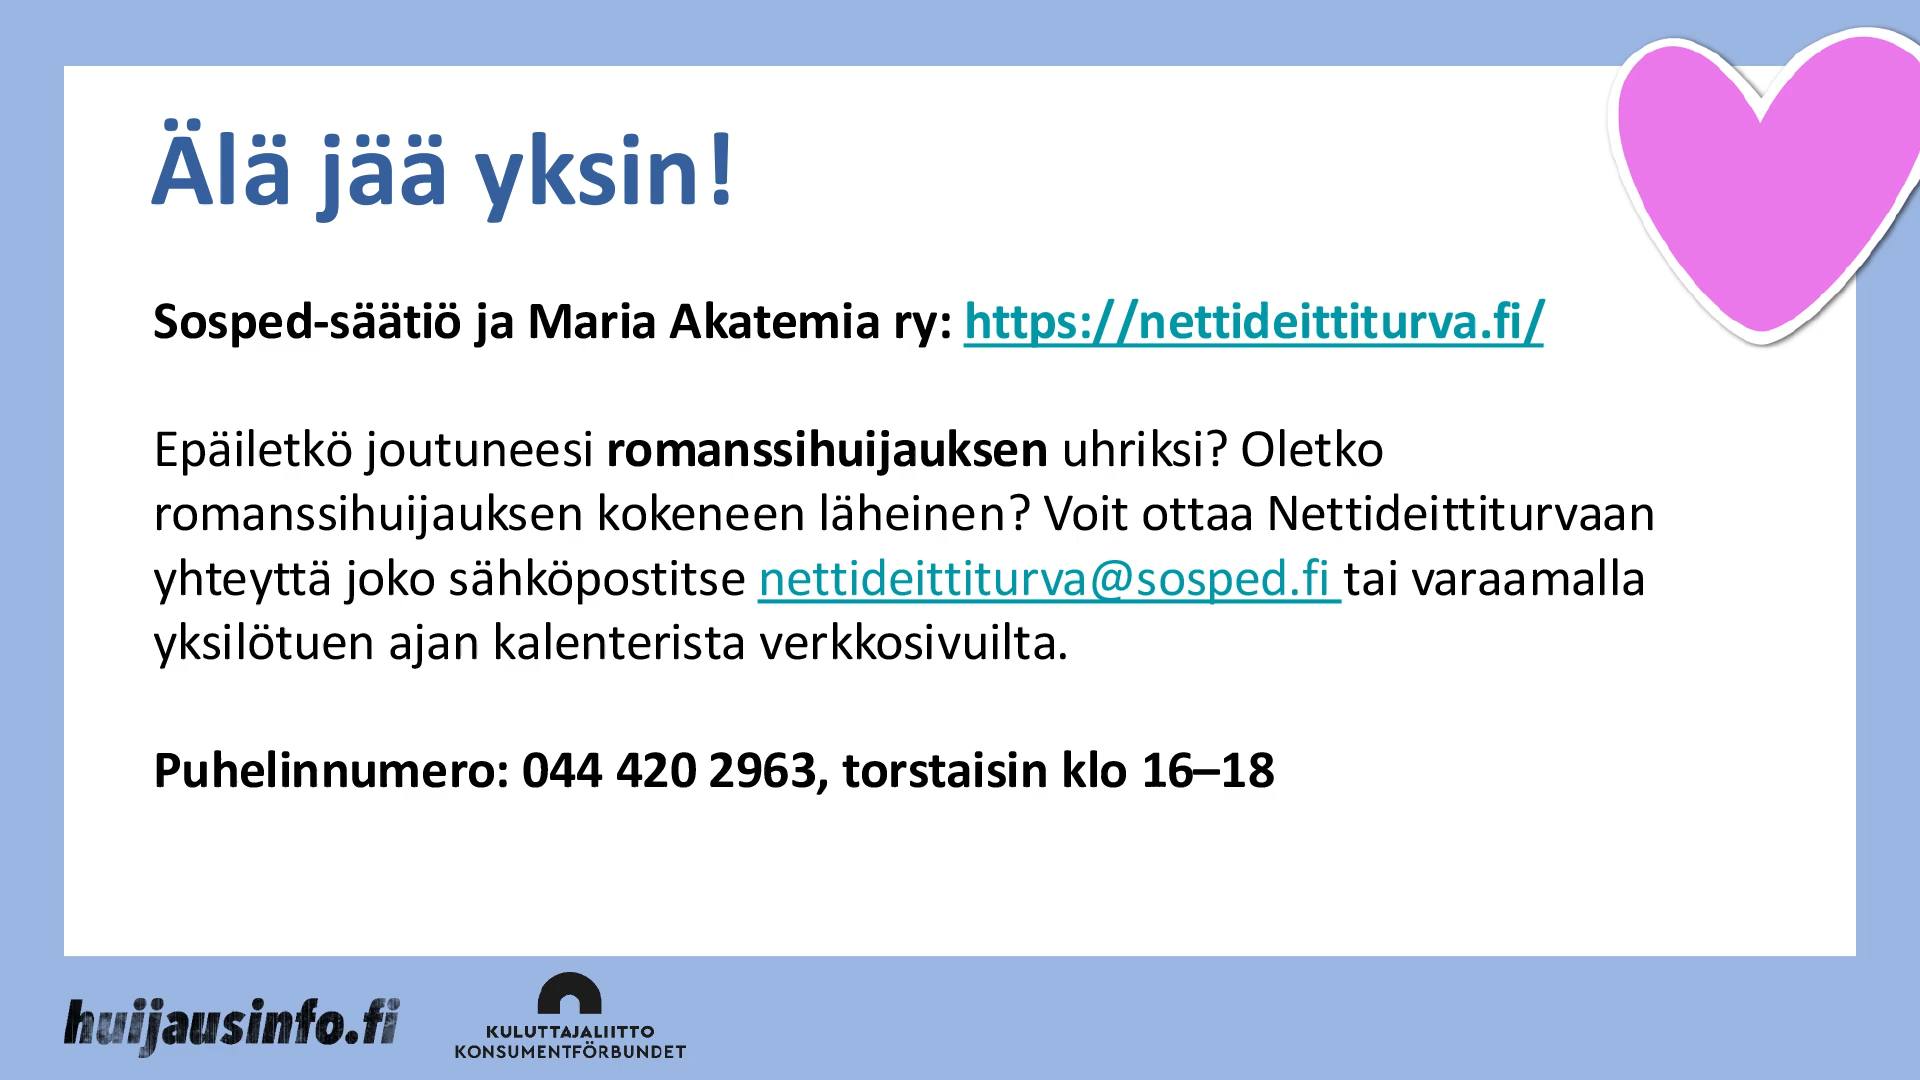 Älä jää yksin!
Sosped-säätiö ja Maria Akatemia ry: https://nettideittiturva.fi/
Epäiletkö joutuneesi romanssihuijauksen uhriksi? Oletko
romanssihuijauksen kokeneen läheinen? Voit ottaa Nettideittiturvaan
yhteyttä joko sähköpostitse nettideittiturva@sosped.fi tai varaamalla
yksilötuen ajan kalenterista verkkosivuilta.
Puhelinnumero: 044 420 2963, torstaisin klo 16–18
huijausinfo.fi
KULUTTAJALIITTO
KONSUMENTFÖRBUNDET